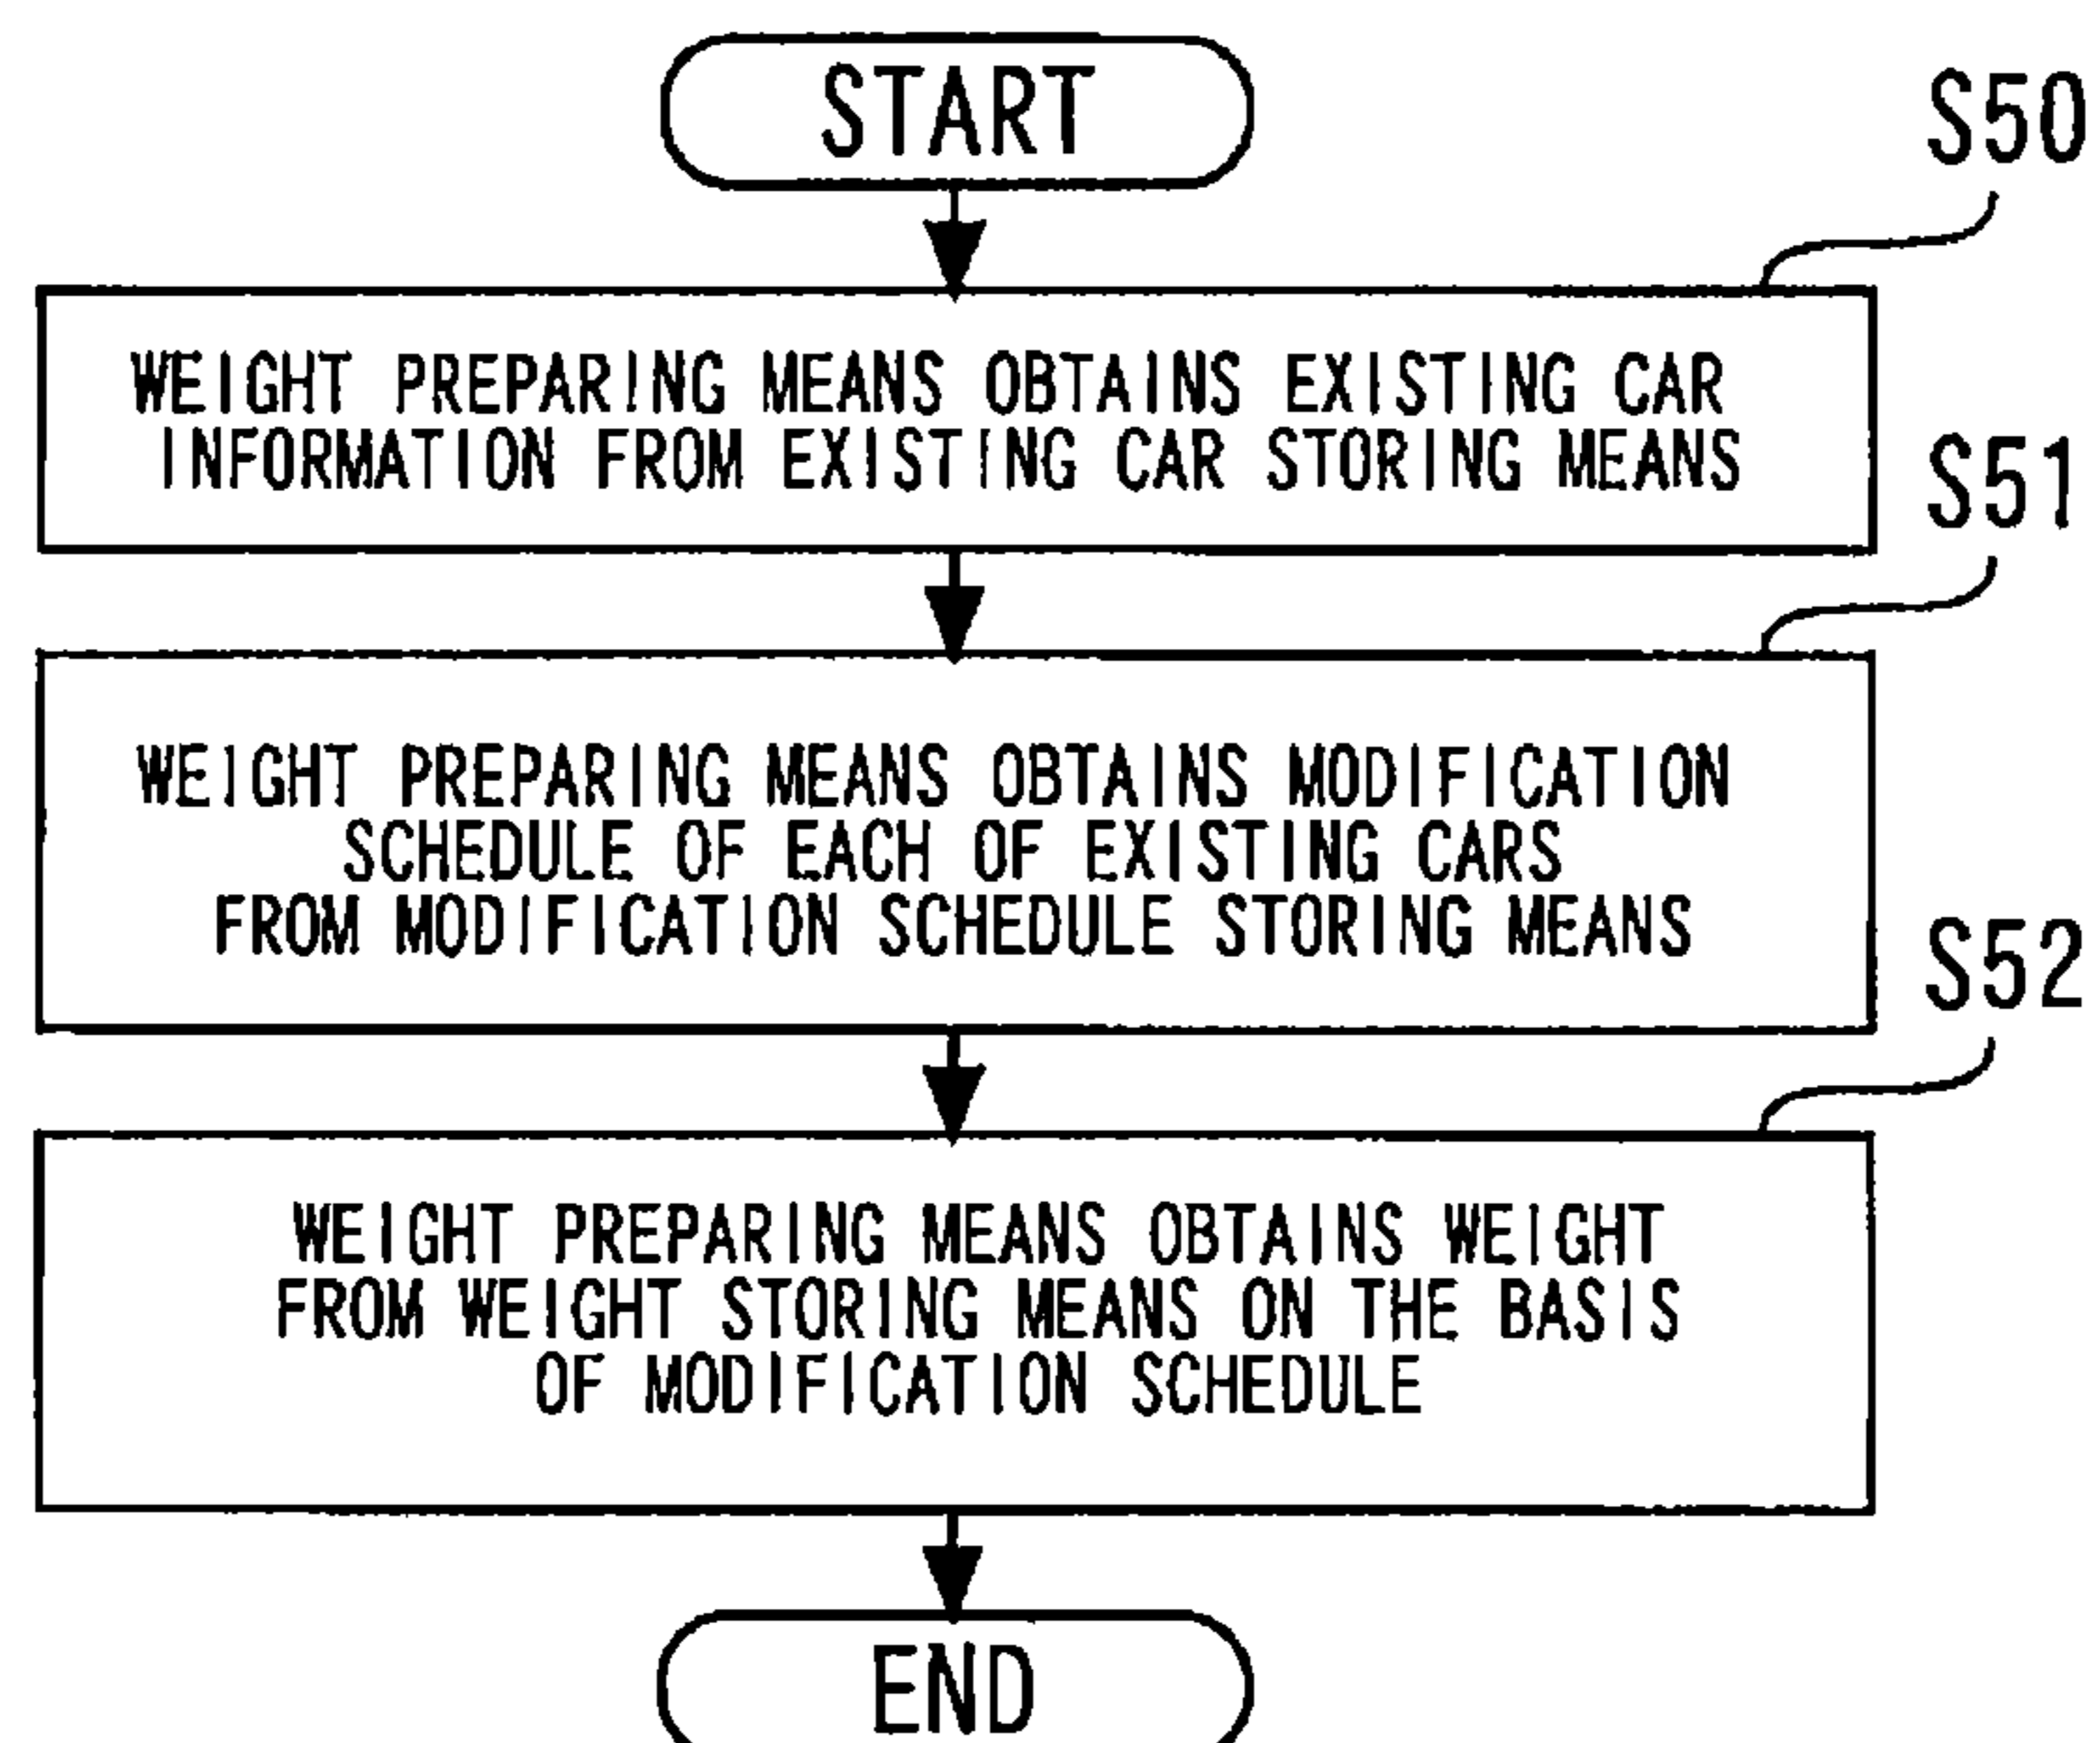 START
S50
WEIGHT PREPARING MEANS OBTAINS EXISTING CAR
INFORMATION FROM EXISTING CAR STORING MEANS
S51
WEIGHT PREPARING MEANS OBTAINS MODIFICATION
SCHEDULE OF EACH OF EXISTING CARS
FROM MODIFICATION SCHEDULE STORING MEANS
S52
WEIGHT PREPARING MEANS OBTAINS WEIGHT
FROM WEIGHT STORING MEANS ON THE BASIS
OF MODIFICATION SCHEDULE
END